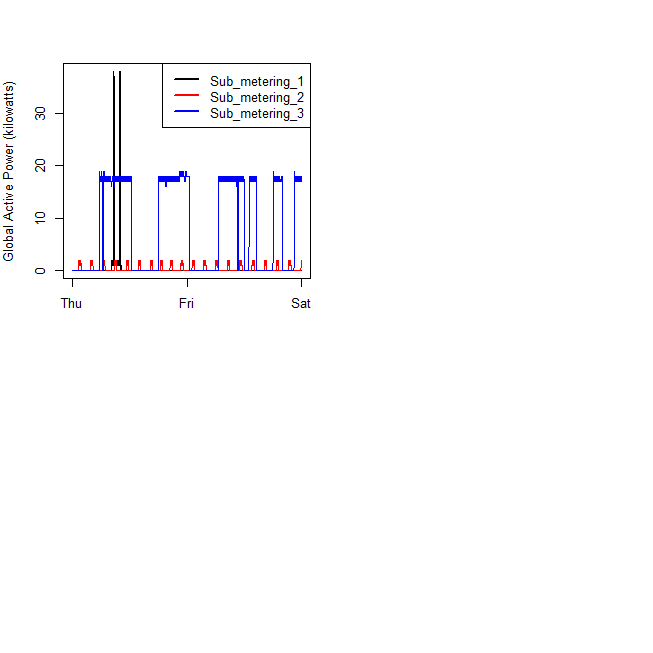 Sub_metering_1
Sub_metering_2
Sub_metering_3
Global Active Power (kilowatts)
30
20
10
0
Thu Fri Sat